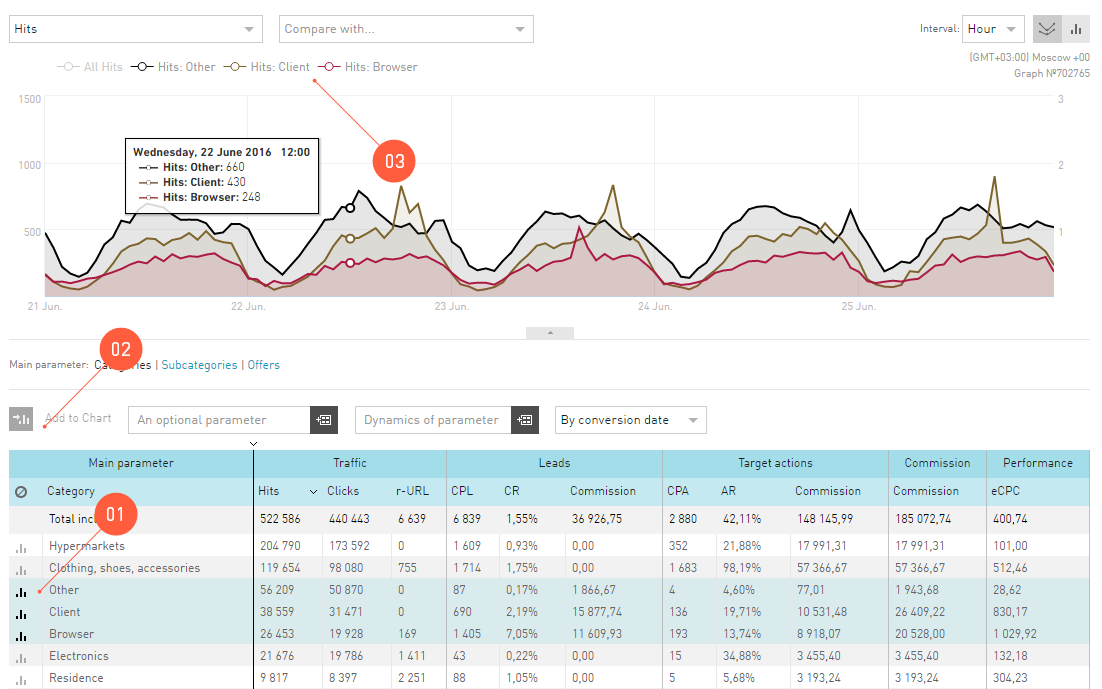 Hits Compare with... Interval: Hour
(GMT+03:00) Moscow +00
Graph №702765
All Hits Hits: Other Hits: Client Hits: Browser
1500 3
1000 2
500 1
03
Wednesday, 22 June 2016 12:00
Hits: Other: 660
Hits: Client: 430
Hits: Browser: 248
21 Jun. 22 Jun. 23 Jun. 24 Jun. 25 Jun.
02
Main parameter: Categories | Subcategories | Offers
Add to Chart An optional parameter Dynamics of parameter By conversion date
Main parameter Traffic Leads Target actions Commission Performance
Category Hits Clicks r-URL CPL CR Commission CPA AR Commission Commission eCPC
01
Total incl 522 586 440 443 6 639 6 839 1,55% 36 926,75 2 880 42,11% 148 145,99 185 072,74 400,74
Hypermarkets 204 790 173 592 0 1 609 0,93% 0,00 352 21,88% 17 991,31 17 991,31 101,00
Clothing, shoes, accessories 119 654 98 080 755 1 714 1,75% 0,00 1 683 98,19% 57 366,67 57 366,67 512,46
Other 56 209 50 870 0 87 0,17% 1 866,67 4 4,60% 77,01 1 943,68 28,62
Client 38 559 31 471 0 690 2,19% 15 877,74 136 19,71% 10 531,48 26 409,22 830,17
Browser 26 453 19 928 169 1 405 7,05% 11 609,93 193 13,74% 8 918,07 20 528,00 1 029,92
Electronics 21 676 19 786 1 411 43 0,22% 0,00 15 34,88% 3 455,40 3 455,40 132,18
Residence 9 817 8 397 2 251 88 1,05% 0,00 5 5,68% 3 193,24 3 193,24 304,23